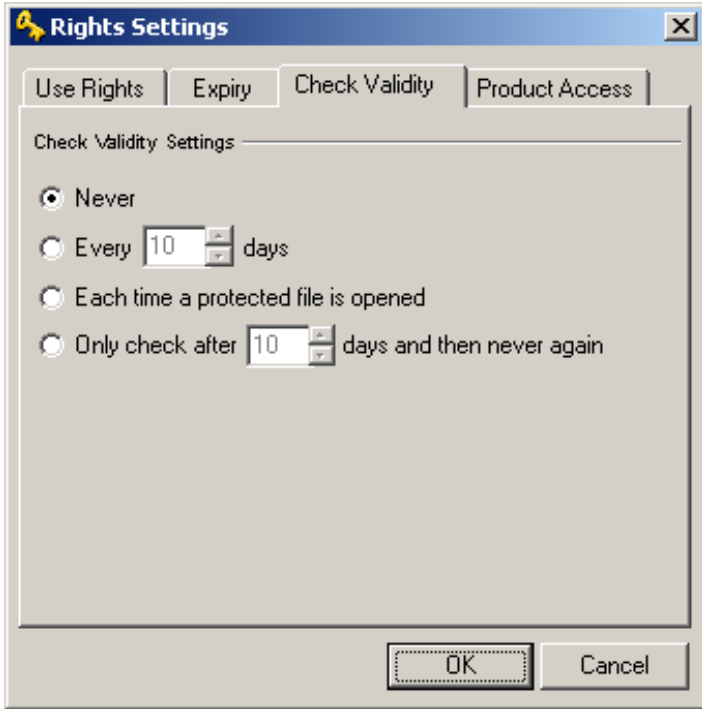 Rights Settings
Use Rights Expiry Check Validity Product Access
Check Validity Settings
Never
Every 10 days
Each time a protected file is opened
Only check after 10 days and then never again
OK Cancel